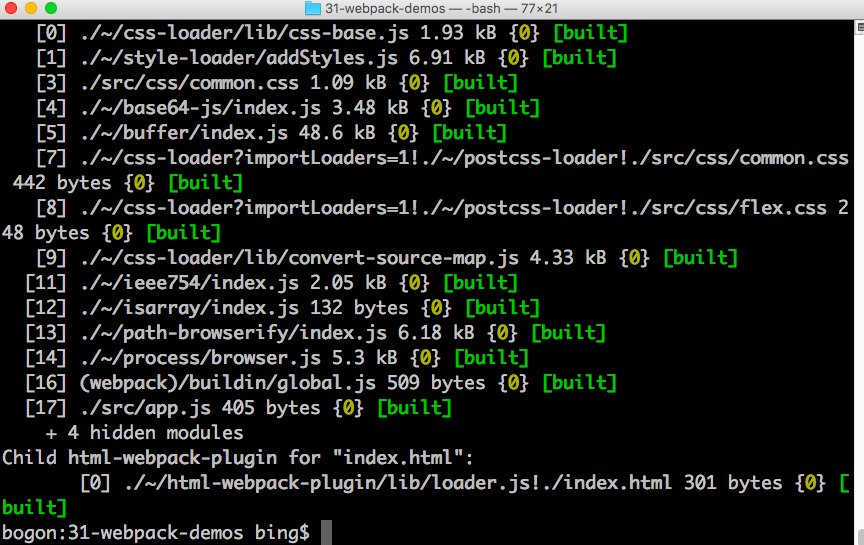 31-webpack-demos — -bash — 77×21
[0] ./~/css-loader/lib/css-base.js 1.93 kB {0} [built]
[1] ./~/style-loader/addStyles.js 6.91 kB {0} [built]
[3] ./src/css/common.css 1.09 kB {0} [built]
[4] ./~/base64-js/index.js 3.48 kB {0} [built]
[5] ./~/buffer/index.js 48.6 kB {0} [built]
[7] ./~/css-loader?importLoaders=1!./~/postcss-loader!./src/css/common.css
442 bytes {0} [built]
[8] ./~/css-loader?importLoaders=1!./~/postcss-loader!./src/css/flex.css 2
48 bytes {0} [built]
[9] ./~/css-loader/lib/convert-source-map.js 4.33 kB {0} [built]
[11] ./~/ieee754/index.js 2.05 kB {0} [built]
[12] ./~/isarray/index.js 132 bytes {0} [built]
[13] ./~/path-browserify/index.js 6.18 kB {0} [built]
[14] ./~/process/browser.js 5.3 kB {0} [built]
[16] (webpack)/buildin/global.js 509 bytes {0} [built]
[17] ./src/app.js 405 bytes {0} [built]
+ 4 hidden modules
Child html-webpack-plugin for "index.html":
[0] ./~/html-webpack-plugin/lib/loader.js!./index.html 301 bytes {0} [
built]
bogon:31-webpack-demos bing$